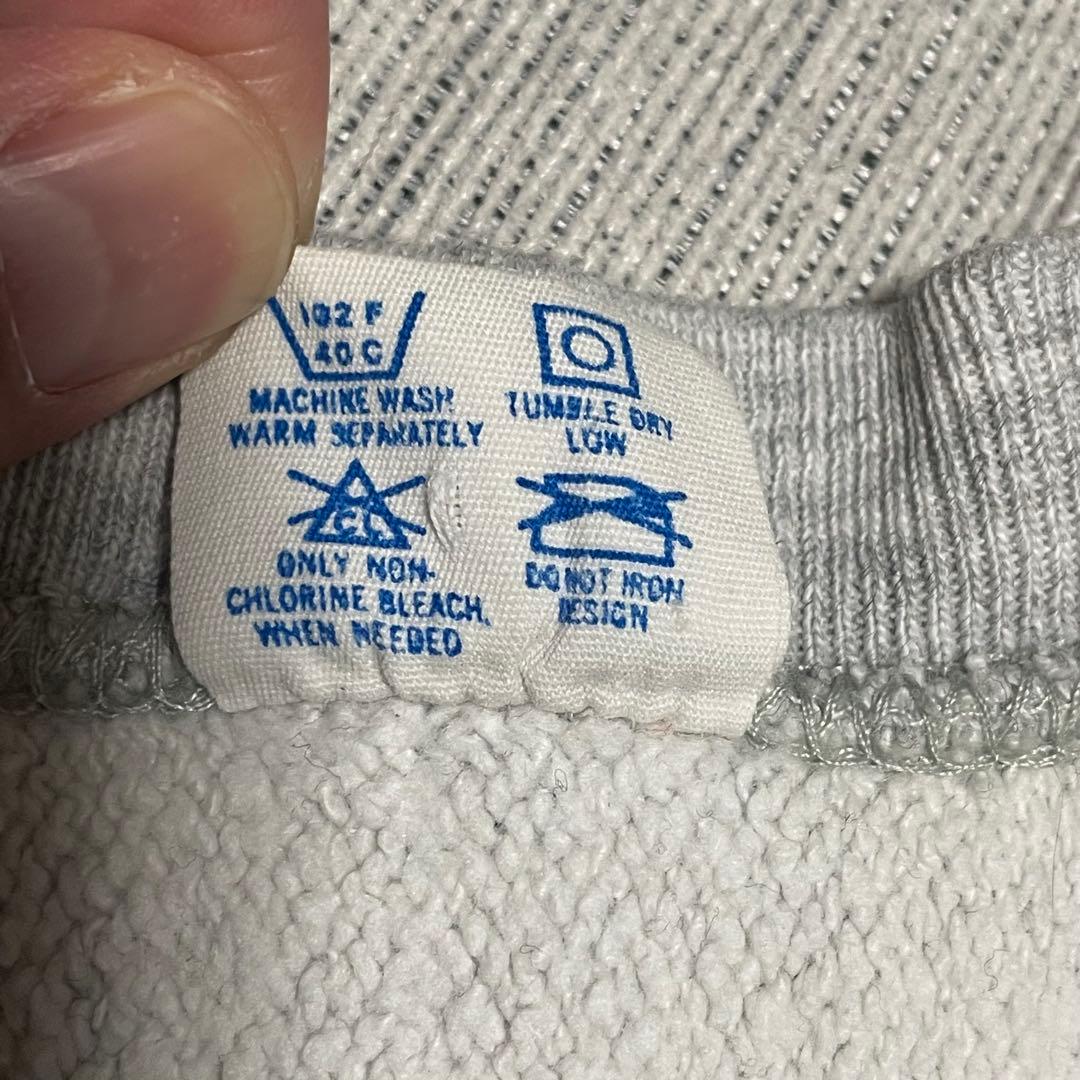 102 F
40 C
MACHINE WASH
WARM SEPARATELY
TUMBLE DRY
LOW
CL
ONLY NON-
CHLORINE BLEACH,
WHEN NEEDED
DO NOT IRON
DESIGN